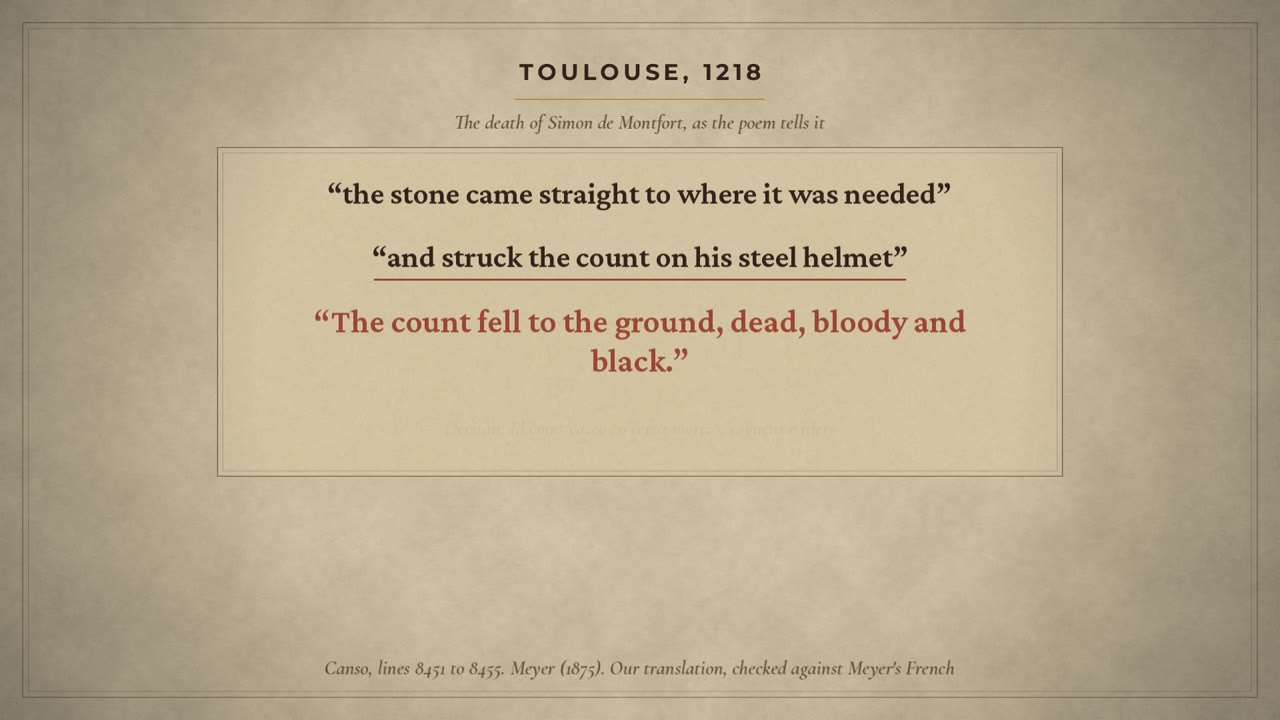 TOULOUSE, 1218
The death of Simon de Montfort, as the poem tells it
“the stone came straight to where it was needed”
“and struck the count on his steel helmet”
“The count fell to the ground, dead, bloody and
black.”
Canso, lines 8451 to 8455. Meyer (1875). Our translation, checked against Meyer's French